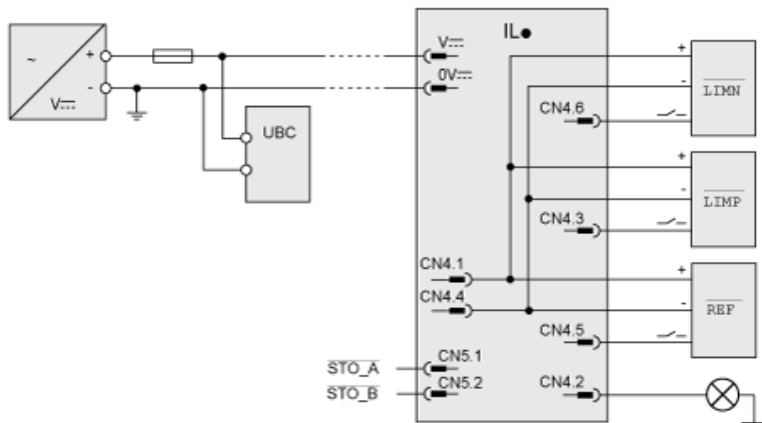 IL●
~
+
-
V⎓
V⎓
0V⎓
UBC
+
-
LIMN
CN4.6
+
-
LIMP
CN4.3
CN4.1
CN4.4
+
-
REF
CN4.5
STO_A
CN5.1
STO_B
CN5.2
CN4.2